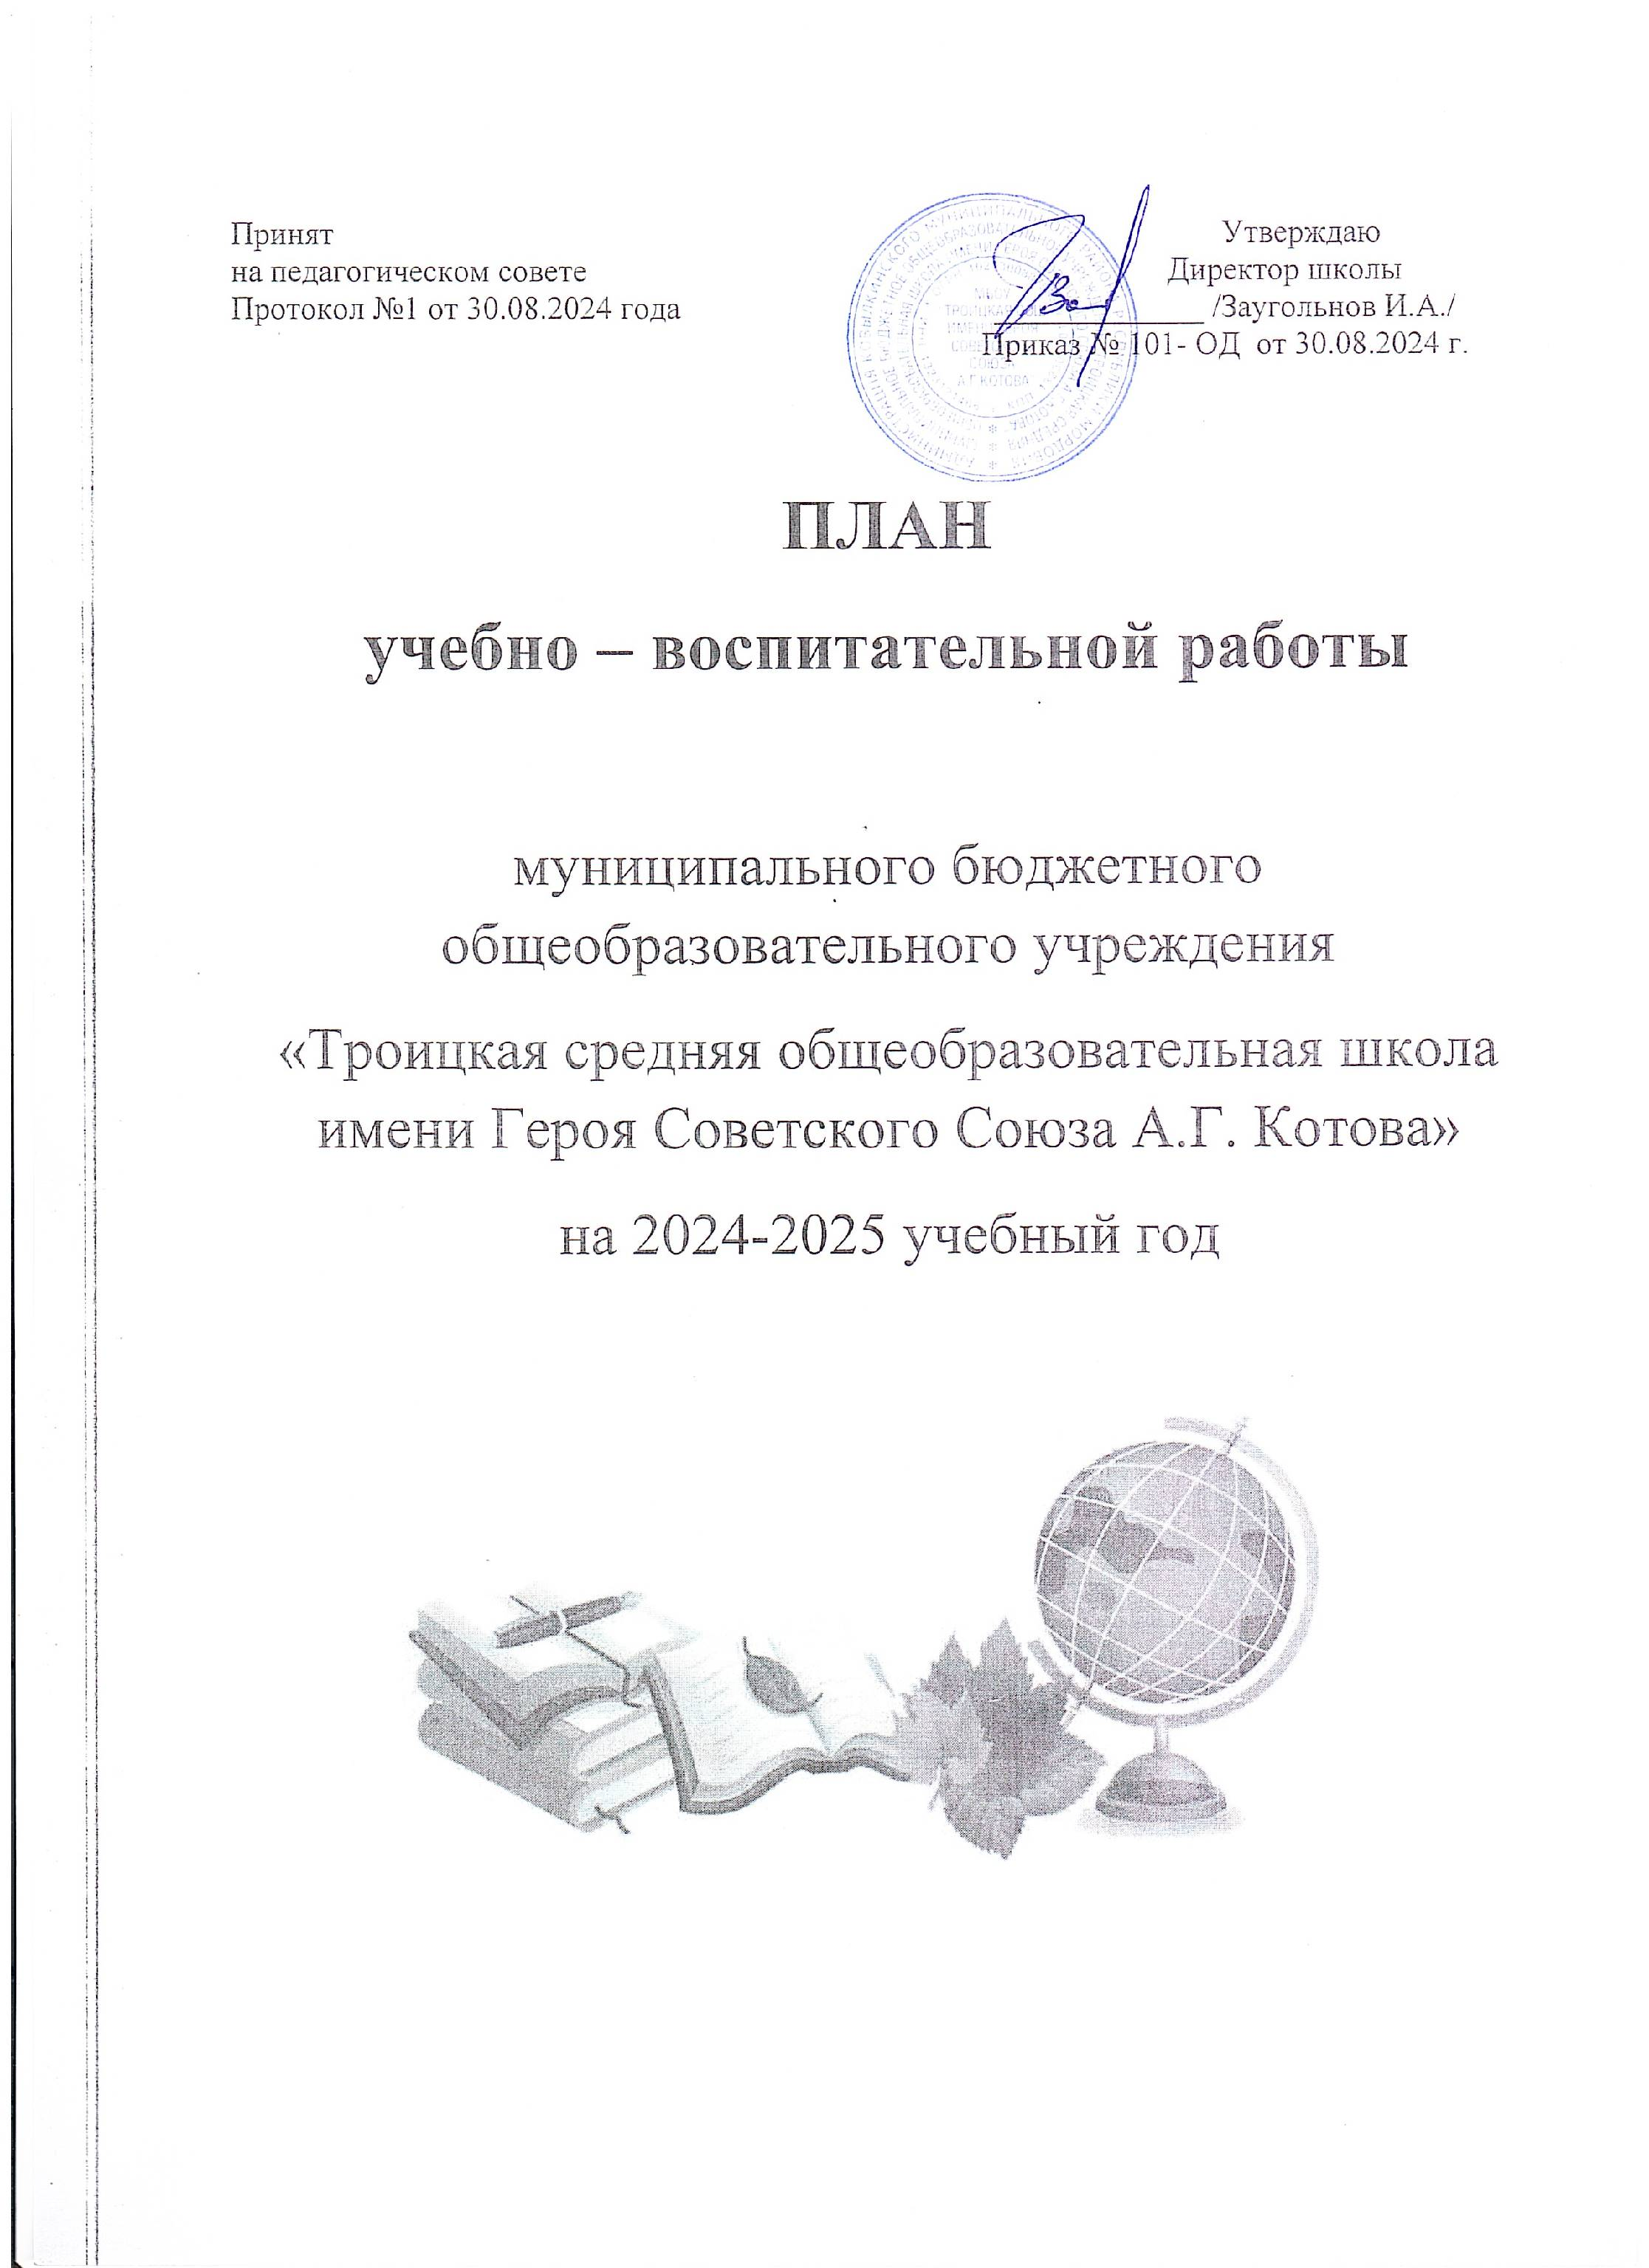 Принят
на педагогическом совете
Протокол №1 от 30.08.2024 года
Утверждаю
Директор школы
/Заугольнов И.А./
Приказ № 101- ОД от 30.08.2024 г.
ПЛАН
учебно – воспитательной работы
муниципального бюджетного
общеобразовательного учреждения
«Троицкая средняя общеобразовательная школа
имени Героя Советского Союза А.Г. Котова»
на 2024-2025 учебный год